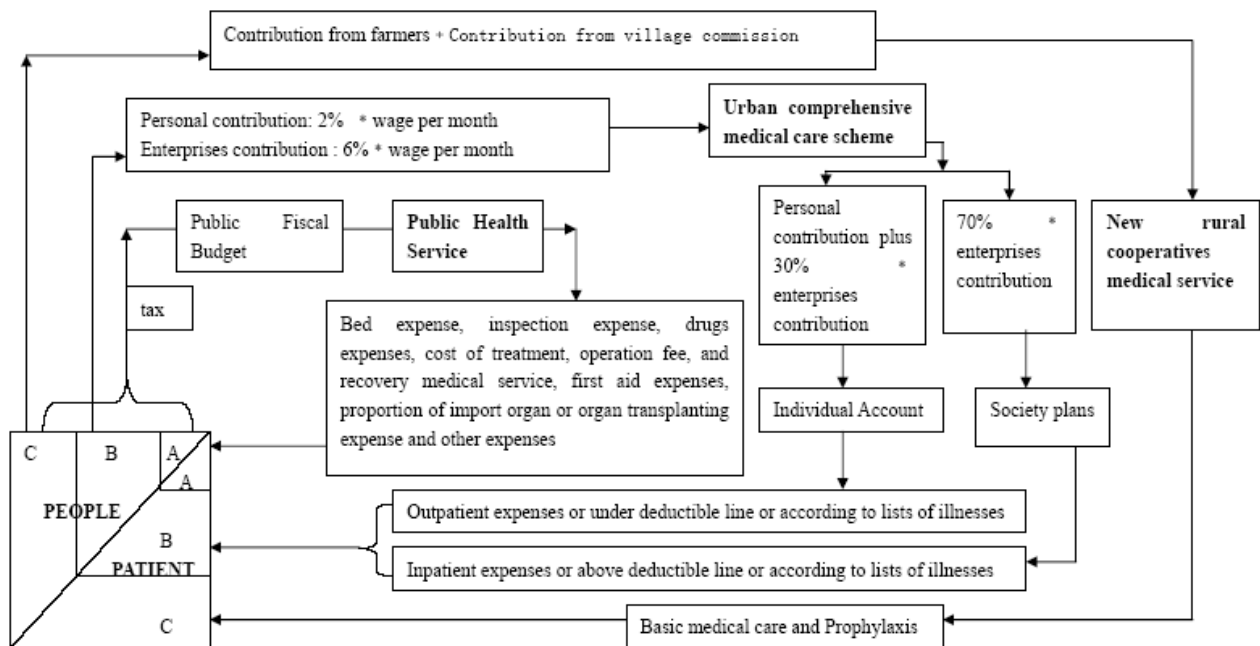 Contribution from farmers + Contribution from village commission
Personal contribution: 2% * wage per month
Enterprises contribution : 6% * wage per month
Urban comprehensive
medical care scheme
Public Fiscal
Budget
Public Health
Service
Personal
contribution plus
30% *
enterprises
contribution
70% *
enterprises
contribution
New rural
cooperatives
medical service
tax
Bed expense, inspection expense, drugs
expenses, cost of treatment, operation fee, and
recovery medical service, first aid expenses,
proportion of import organ or organ transplanting
expense and other expenses
Individual Account
Society plans
C
B
A
A
PEOPLE
B
PATIENT
C
Outpatient expenses or under deductible line or according to lists of illnesses
Inpatient expenses or above deductible line or according to lists of illnesses
Basic medical care and Prophylaxis